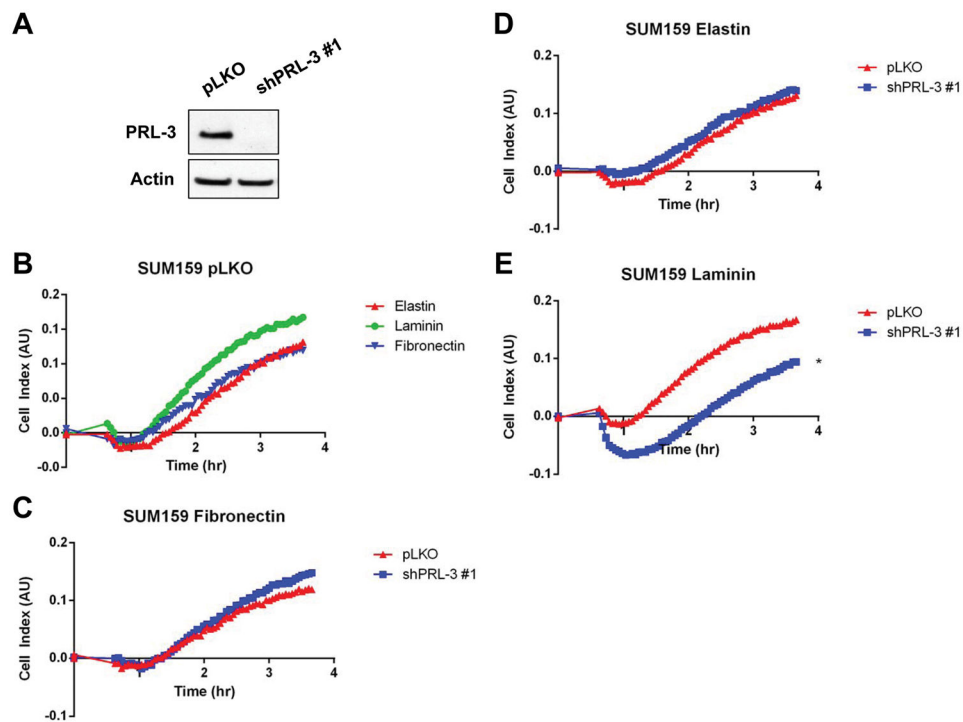 A
pLKO
shPRL-3 #1
PRL-3
Actin
B
SUM159 pLKO
Cell Index (AU)
0.2
0.1
0.1
0.0
0.0
-0.0
1
2
3
4
Time (hr)
Elastin
Laminin
Fibronectin
C
SUM159 Fibronectin
Cell Index (AU)
0.2
0.1
0.0
-0.1
1
2
3
4
Time (hr)
pLKO
shPRL-3 #1
D
SUM159 Elastin
Cell Index (AU)
0.2
0.1
0.0
-0.1
1
2
3
4
Time (hr)
pLKO
shPRL-3 #1
E
SUM159 Laminin
Cell Index (AU)
0.2
0.1
0.0
-0.1
1
2
3
4
Time (hr)
*
pLKO
shPRL-3 #1